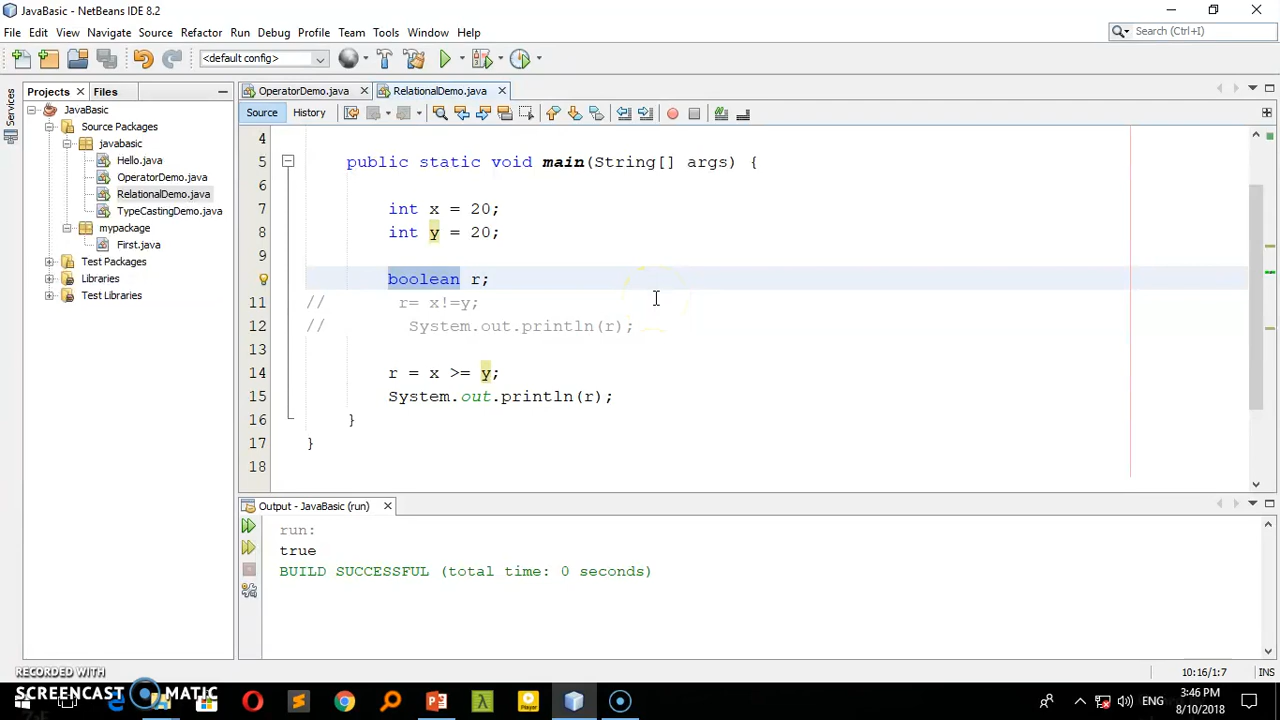 JavaBasic - NetBeans IDE 8.2
File Edit View Navigate Source Refactor Run Debug Profile Team Tools Window Help
Search (Ctrl+I)
<default config>
Projects Files
OperatorDemo.java RelationalDemo.java
Services
Source History
JavaBasic
Source Packages
javabasic
Hello.java
OperatorDemo.java
RelationalDemo.java
TypeCastingDemo.java
mypackage
First.java
Test Packages
Libraries
Test Libraries
4
5 public static void main(String[] args) {
6
7 int x = 20;
8 int y = 20;
9
boolean r;
11 // r= x!=y;
12 // System.out.println(r);
13
14 r = x >= y;
15 System.out.println(r);
16 }
17 }
18
Output - JavaBasic (run)
run:
true
BUILD SUCCESSFUL (total time: 0 seconds)
10:16/1:7 INS
RECORDED WITH
SCREENCAST MATIC
Player
ENG
3:46 PM
8/10/2018